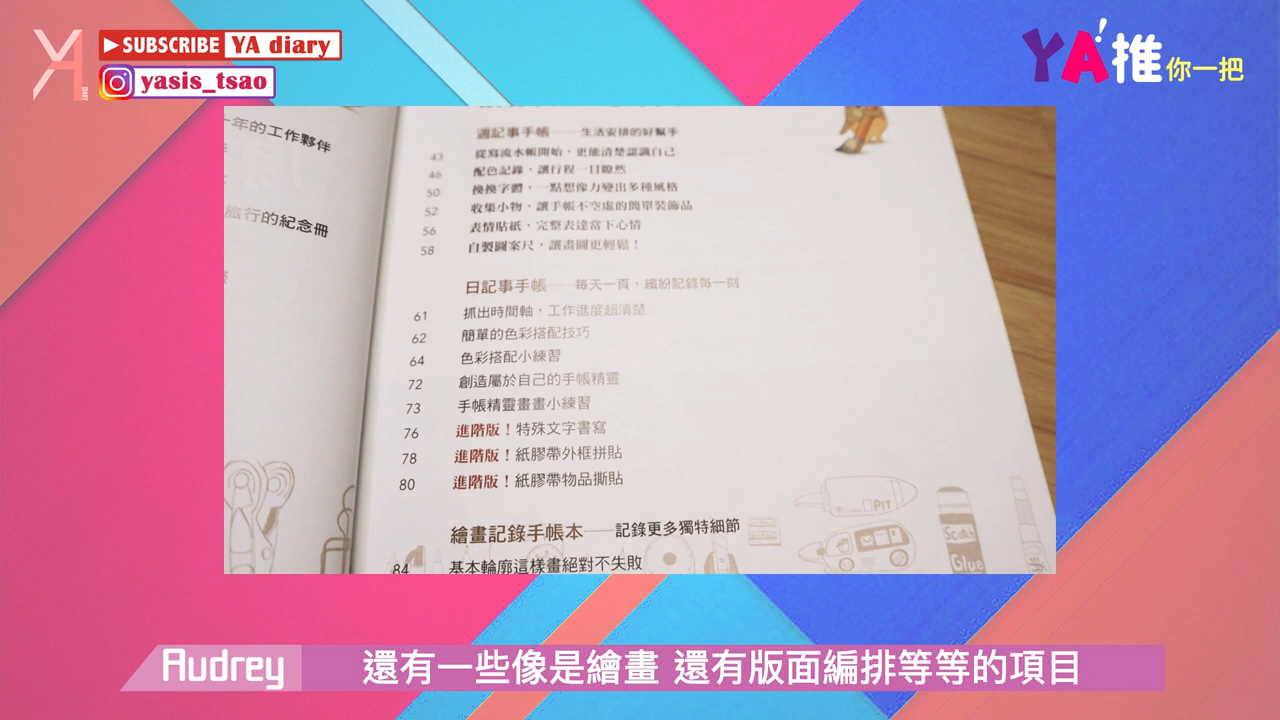 YA DIARY
SUBSCRIBE YA diary
yasis_tsao
YA!推你一把
一年的工作夥伴
旅行的紀念冊
週記事手帳——生活安排的好幫手
43 從寫流水帳開始,更能清楚認識自己
46 配色記錄,讓行程一目瞭然
50 換換字體,一點想像力變出多種風格
52 收集小物,讓手帳不空虛的簡單裝飾品
56 表情貼紙,完整表達當下心情
58 自製圖案尺,讓畫圖更輕鬆!
日記事手帳——每天一頁,繽紛記錄每一刻
61 抓出時間軸,工作進度超清楚
62 簡單的色彩搭配技巧
64 色彩搭配小練習
72 創造屬於自己的手帳精靈
73 手帳精靈畫畫小練習
76 進階版!特殊文字書寫
78 進階版!紙膠帶外框拼貼
80 進階版!紙膠帶物品撕貼
PIT
Scotch
Glue
繪畫記錄手帳本——記錄更多獨特細節
84 基本輪廓這樣畫絕對不失敗
Audrey 還有一些像是繪畫 還有版面編排等等的項目